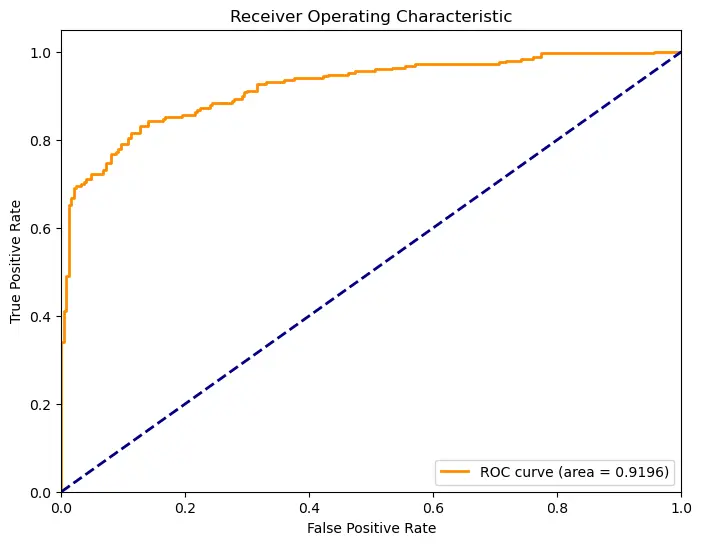 Receiver Operating Characteristic
True Positive Rate
1.0
0.8
0.6
0.4
0.2
0.0
0.0 0.2 0.4 0.6 0.8 1.0
False Positive Rate
ROC curve (area = 0.9196)